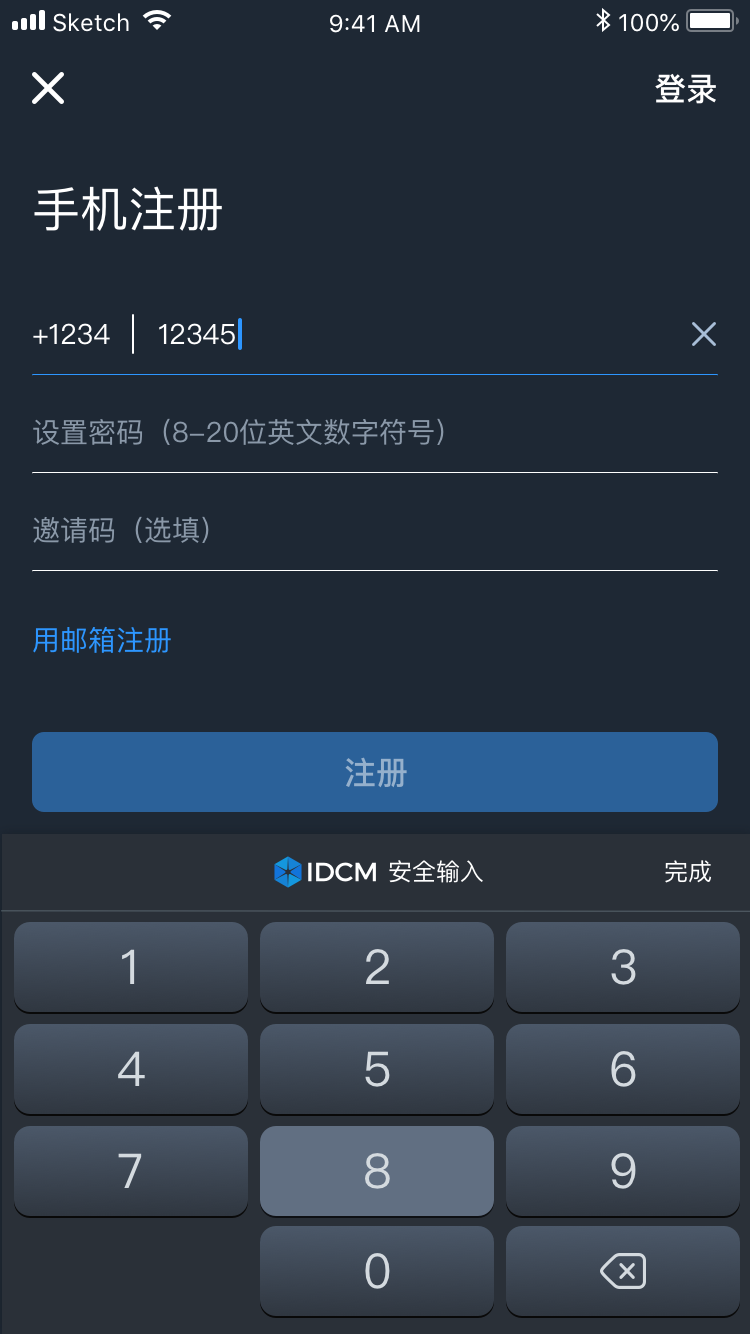 Sketch 9:41 AM 100%
登录
手机注册
+1234 12345
设置密码（8–20位英文数字符号）
邀请码（选填）
用邮箱注册
注册
IDCM 安全输入 完成
1 2 3
4 5 6
7 8 9
0